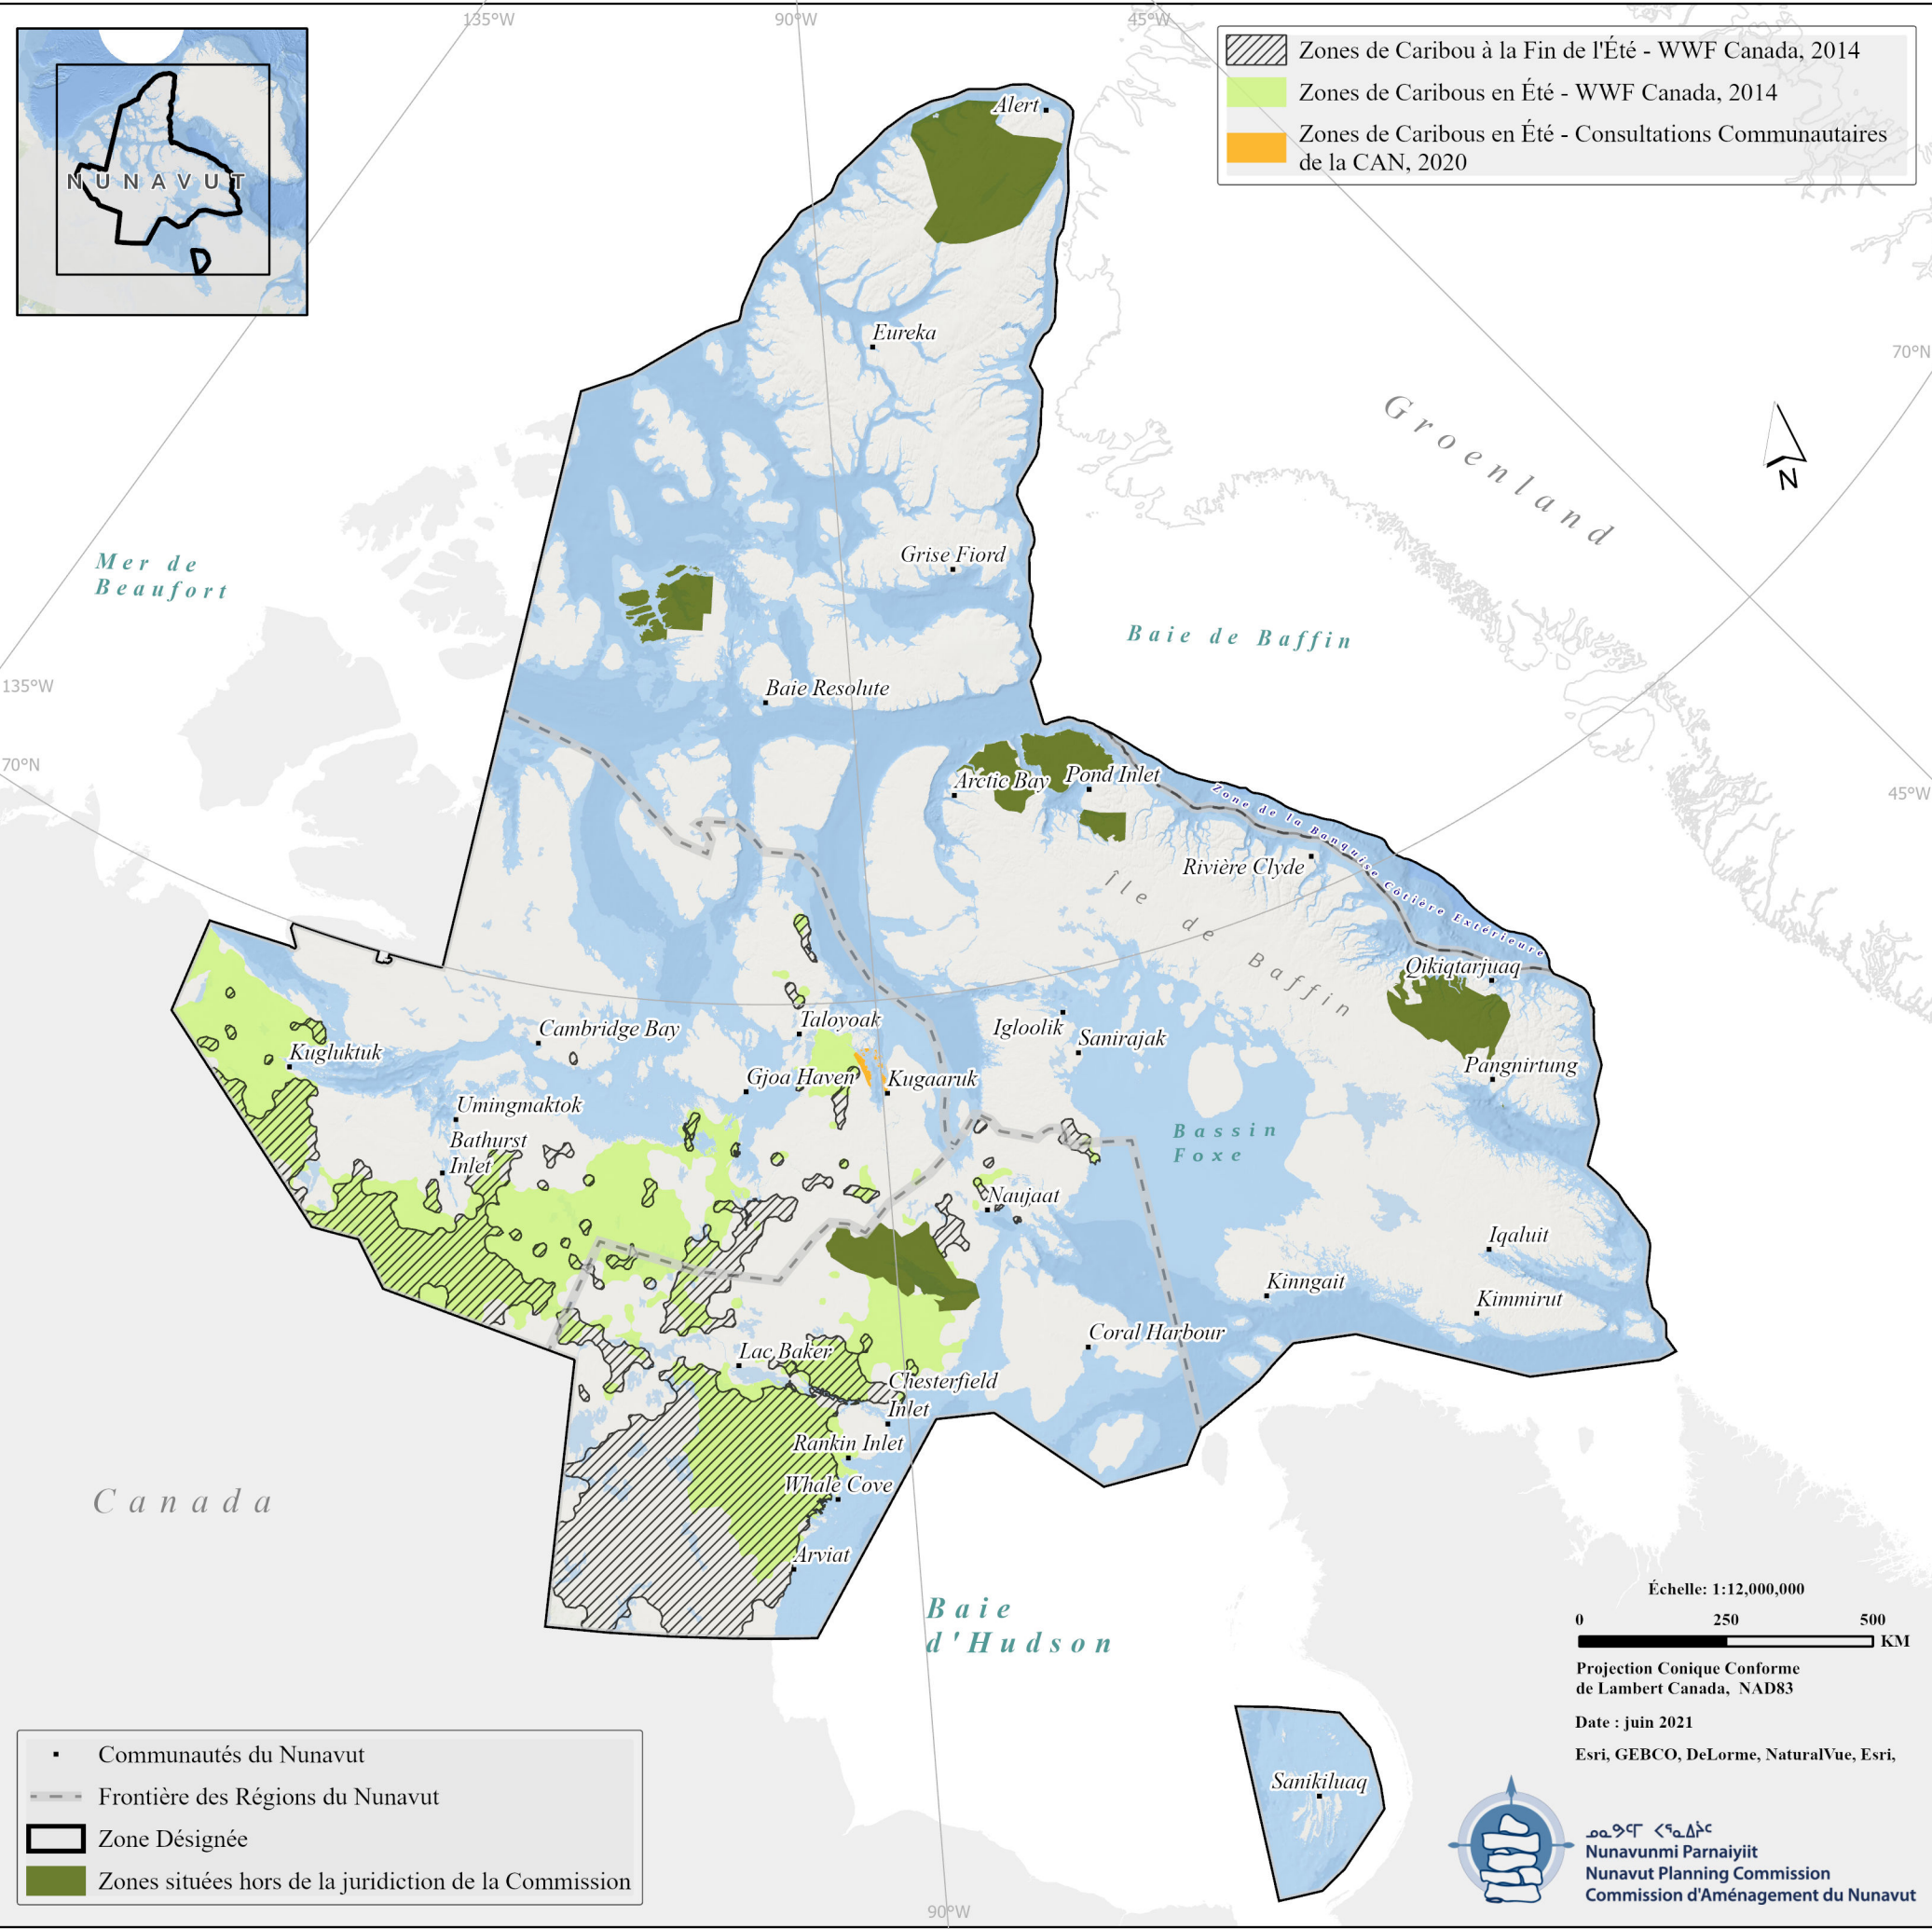 135°W
90°W
45°W
NUNAVUT
Zones de Caribou à la Fin de l'Été - WWF Canada, 2014
Zones de Caribous en Été - WWF Canada, 2014
Zones de Caribous en Été - Consultations Communautaires
de la CAN, 2020
Alert
Eureka
70°N
Groenland
N
Grise Fiord
Mer de
Beaufort
Baie de Baffin
135°W
Baie Resolute
70°N
Arctic Bay
Pond Inlet
45°W
Zone de la Banquise Côtière Extérieure
Rivière Clyde
Île de Baffin
Qikiqtarjuaq
Cambridge Bay
Taloyoak
Igloolik
Sanirajak
Kugluktuk
Gjoa Haven
Kugaaruk
Pangnirtung
Umingmaktok
Bathurst
Inlet
Bassin
Foxe
Naujaat
Iqaluit
Kinngait
Kimmirut
Coral Harbour
Lac Baker
Chesterfield
Inlet
Rankin Inlet
Whale Cove
Canada
Arviat
Baie
d'Hudson
Échelle: 1:12,000,000
0 250 500
KM
Projection Conique Conforme
de Lambert Canada, NAD83
Date : juin 2021
Esri, GEBCO, DeLorme, NaturalVue, Esri,
Sanikiluaq
Communautés du Nunavut
Frontière des Régions du Nunavut
Zone Désignée
Zones situées hors de la juridiction de la Commission
ᓄᓇᕗᒻᒥ ᐸᕐᓇᐃᔩᑦ
Nunavunmi Parnaiyiit
Nunavut Planning Commission
Commission d'Aménagement du Nunavut
90°W